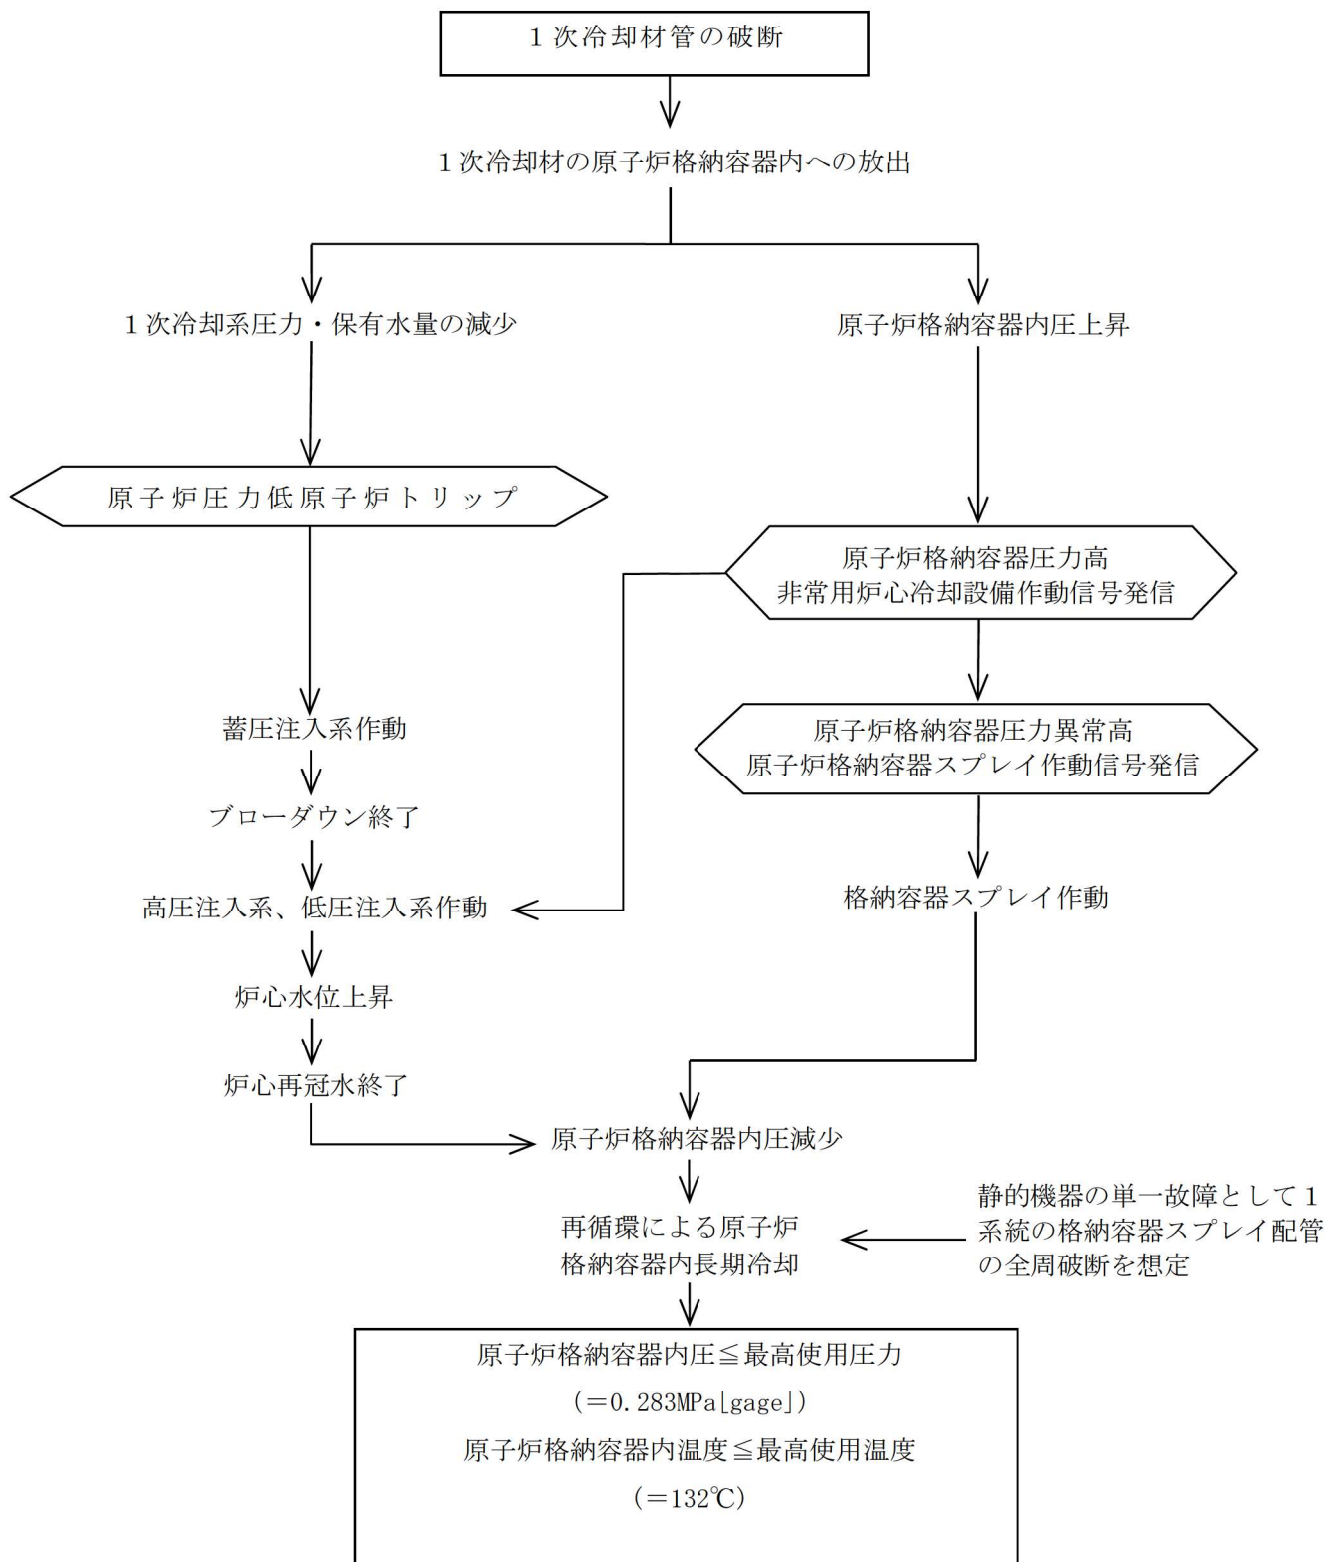 1次冷却材管の破断
1次冷却材の原子炉格納容器内への放出
1次冷却系圧力・保有水量の減少
原子炉格納容器内圧上昇
原子炉圧力低原子炉トリップ
原子炉格納容器圧力高
非常用炉心冷却設備作動信号発信
原子炉格納容器圧力異常高
原子炉格納容器スプレイ作動信号発信
蓄圧注入系作動
ブローダウン終了
高圧注入系、低圧注入系作動
格納容器スプレイ作動
炉心水位上昇
炉心再冠水終了
原子炉格納容器内圧減少
再循環による原子炉
格納容器内長期冷却
静的機器の単一故障として1
系統の格納容器スプレイ配管
の全周破断を想定
原子炉格納容器内圧≦最高使用圧力
(=0.283MPa[gage])
原子炉格納容器内温度≦最高使用温度
(=132℃)